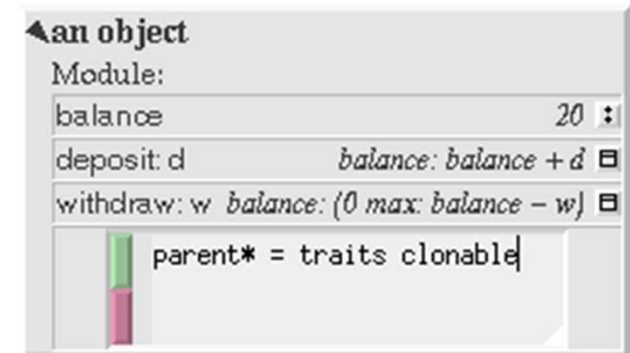 an object
Module:
balance 20 :
deposit: d balance: balance + d
withdraw: w balance: (0 max: balance − w)
parent* = traits clonable